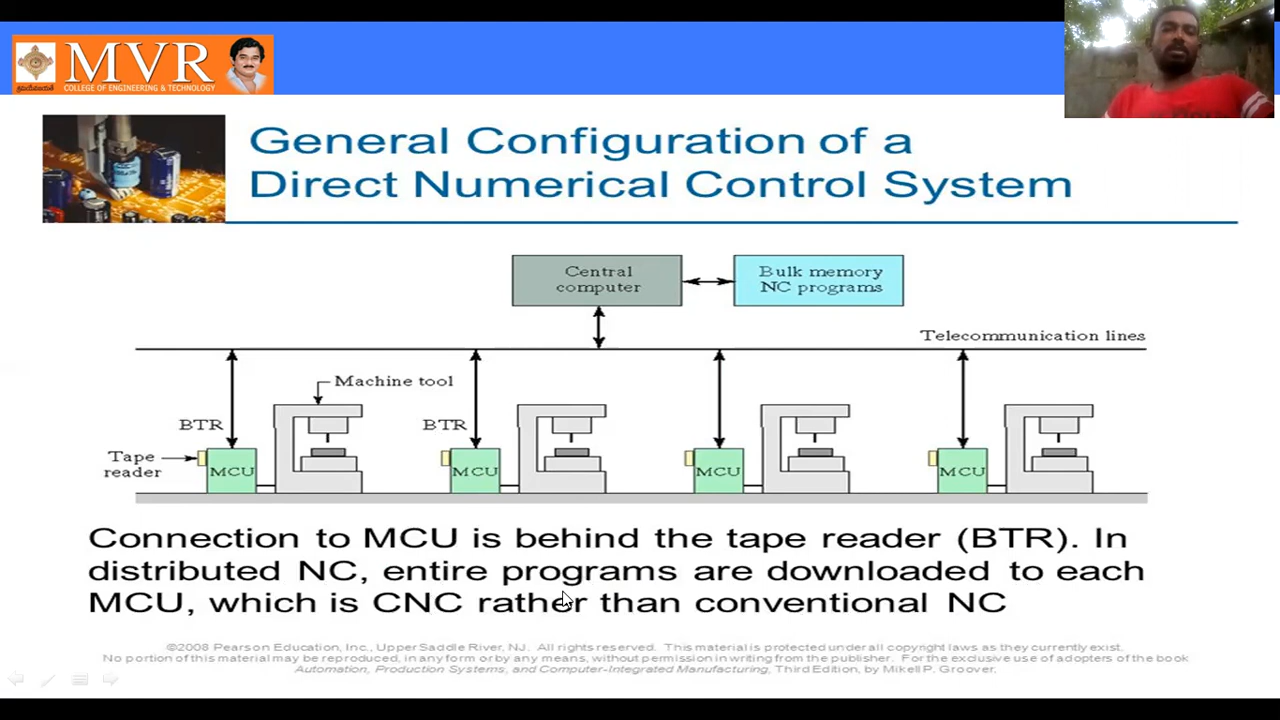 MVR
COLLEGE OF ENGINEERING & TECHNOLOGY
General Configuration of a
Direct Numerical Control System
Central
computer
Bulk memory
NC programs
Telecommunication lines
Machine tool
BTR
BTR
Tape
reader
MCU
MCU
MCU
MCU
Connection to MCU is behind the tape reader (BTR). In
distributed NC, entire programs are downloaded to each
MCU, which is CNC rather than conventional NC
©2008 Pearson Education, Inc., Upper Saddle River, NJ. All rights reserved. This material is protected under all copyright laws as they currently exist.
No portion of this material may be reproduced, in any form or by any means, without permission in writing from the publisher. For the exclusive use of adopters of the book
Automation, Production Systems, and Computer-Integrated Manufacturing, Third Edition, by Mikell P. Groover.